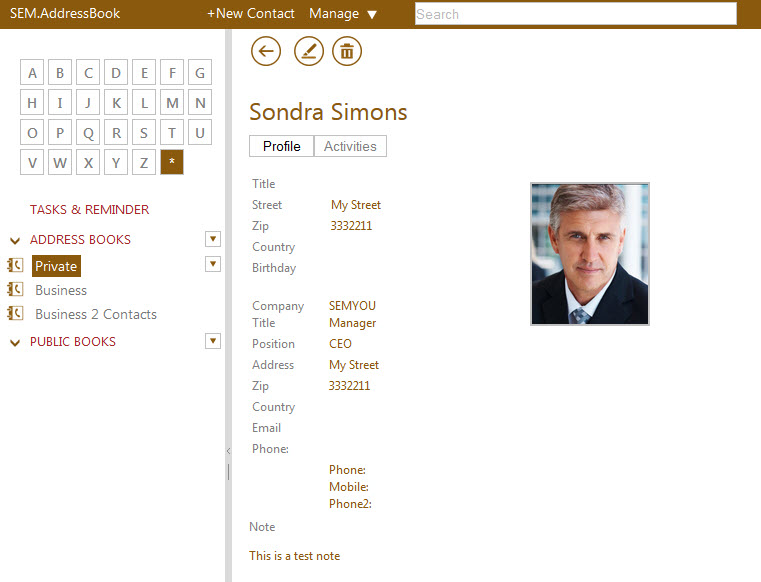 SEM.AddressBook +New Contact Manage Search
A B C D E F G
H I J K L M N
O P Q R S T U
V W X Y Z *
TASKS & REMINDER
ADDRESS BOOKS
Private
Business
Business 2 Contacts
PUBLIC BOOKS
Sondra Simons
Profile Activities
Title
Street My Street
Zip 3332211
Country
Birthday
Company SEMYOU
Title Manager
Position CEO
Address My Street
Zip 3332211
Country
Email
Phone:
Phone:
Mobile:
Phone2:
Note
This is a test note